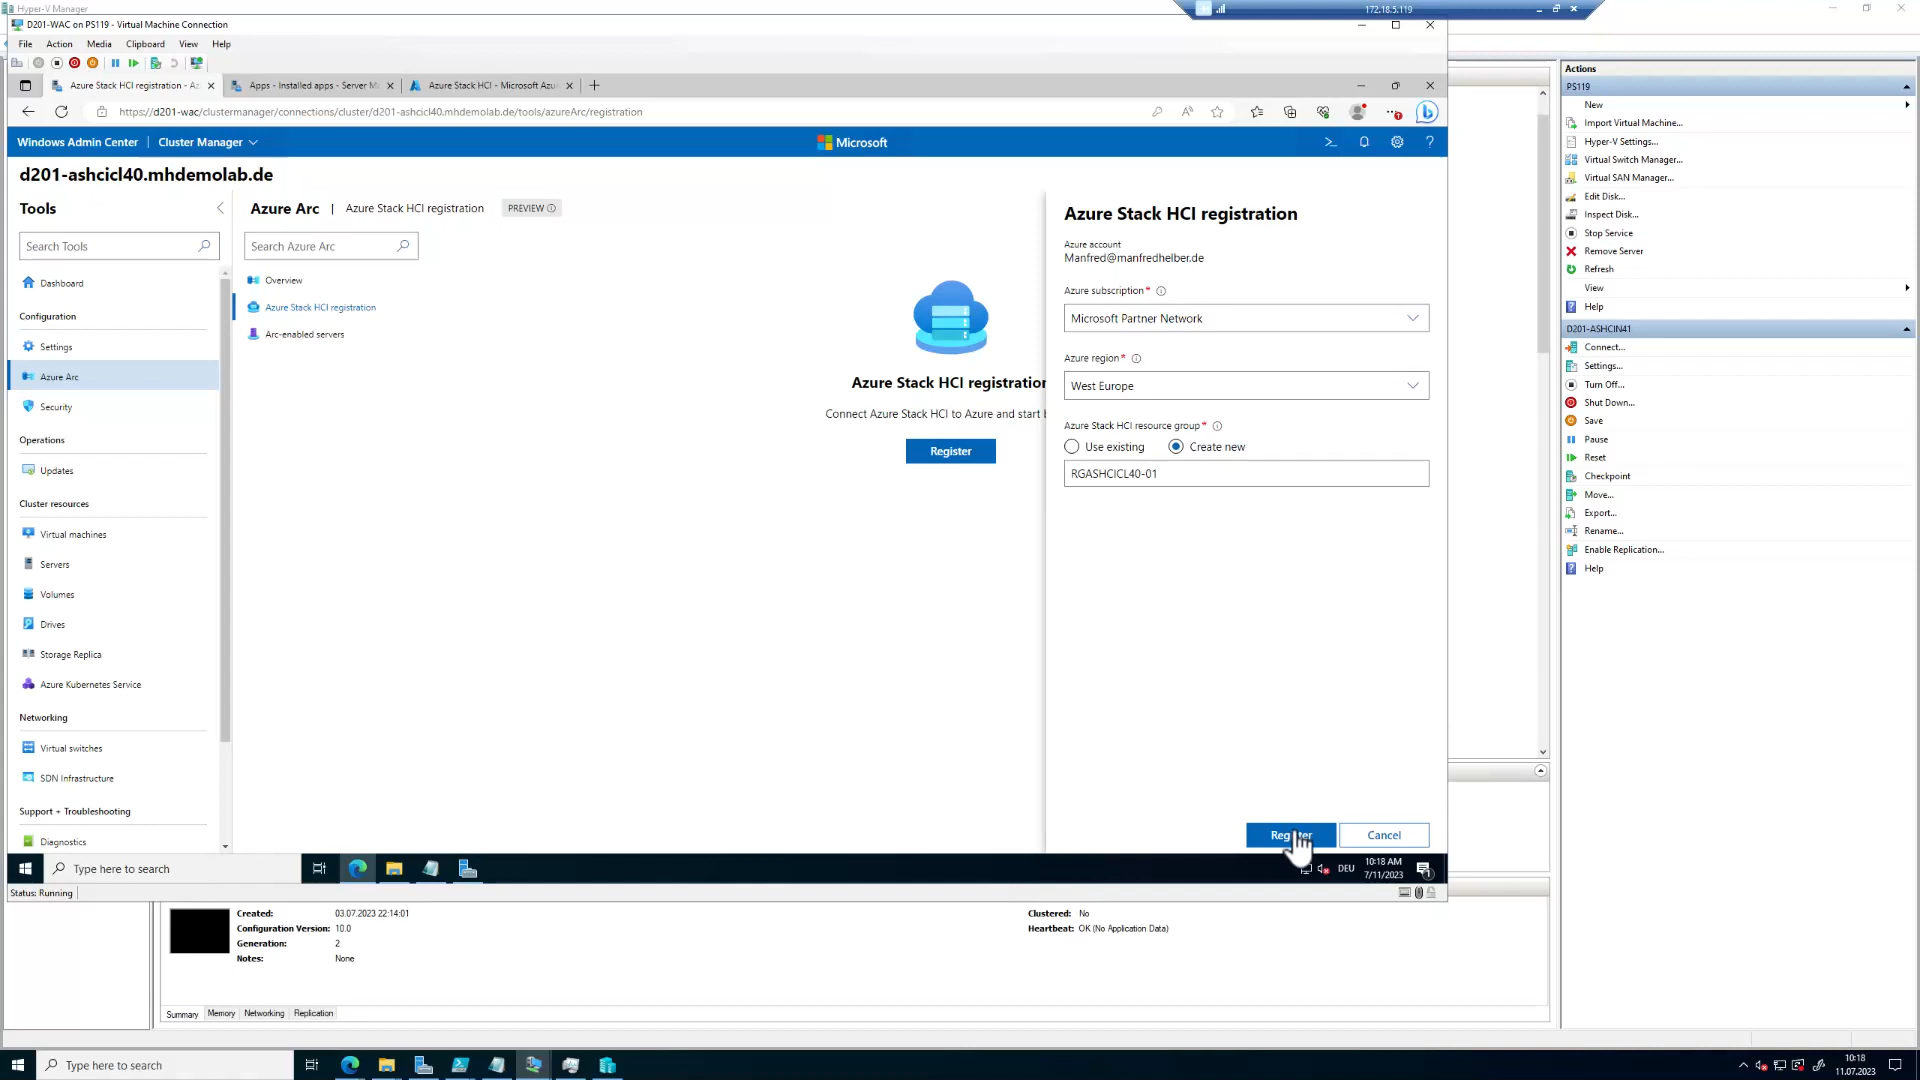 Hyper-V Manager
172.18.5.119
D201-WAC on PS119 - Virtual Machine Connection
File Action Media Clipboard View Help
Azure Stack HCI registration - Az
Apps - Installed apps - Server M
Azure Stack HCI - Microsoft Azu
https://d201-wac/clustermanager/connections/cluster/d201-ashcicl40.mhdemolab.de/tools/azureArc/registration
Windows Admin Center
Cluster Manager
Microsoft
d201-ashcicl40.mhdemolab.de
Tools
Search Tools
Dashboard
Configuration
Settings
Azure Arc
Security
Operations
Updates
Cluster resources
Virtual machines
Servers
Volumes
Drives
Storage Replica
Azure Kubernetes Service
Networking
Virtual switches
SDN Infrastructure
Support + Troubleshooting
Diagnostics
Azure Arc | Azure Stack HCI registration PREVIEW
Search Azure Arc
Overview
Azure Stack HCI registration
Arc-enabled servers
Azure Stack HCI registration
Connect Azure Stack HCI to Azure and start b
Register
Azure Stack HCI registration
Azure account
Manfred@manfredhelber.de
Azure subscription *
Microsoft Partner Network
Azure region *
West Europe
Azure Stack HCI resource group *
Use existing Create new
RGASHCICL40-01
Register Cancel
Type here to search
DEU
10:18 AM
7/11/2023
Status: Running
Actions
PS119
New
Import Virtual Machine...
Hyper-V Settings...
Virtual Switch Manager...
Virtual SAN Manager...
Edit Disk...
Inspect Disk...
Stop Service
Remove Server
Refresh
View
Help
D201-ASHCIN41
Connect...
Settings...
Turn Off...
Shut Down...
Save
Pause
Reset
Checkpoint
Move...
Export...
Rename...
Enable Replication...
Help
Created: 03.07.2023 22:14:01
Configuration Version: 10.0
Generation: 2
Notes: None
Clustered: No
Heartbeat: OK (No Application Data)
Summary Memory Networking Replication
Type here to search
10:18
11.07.2023